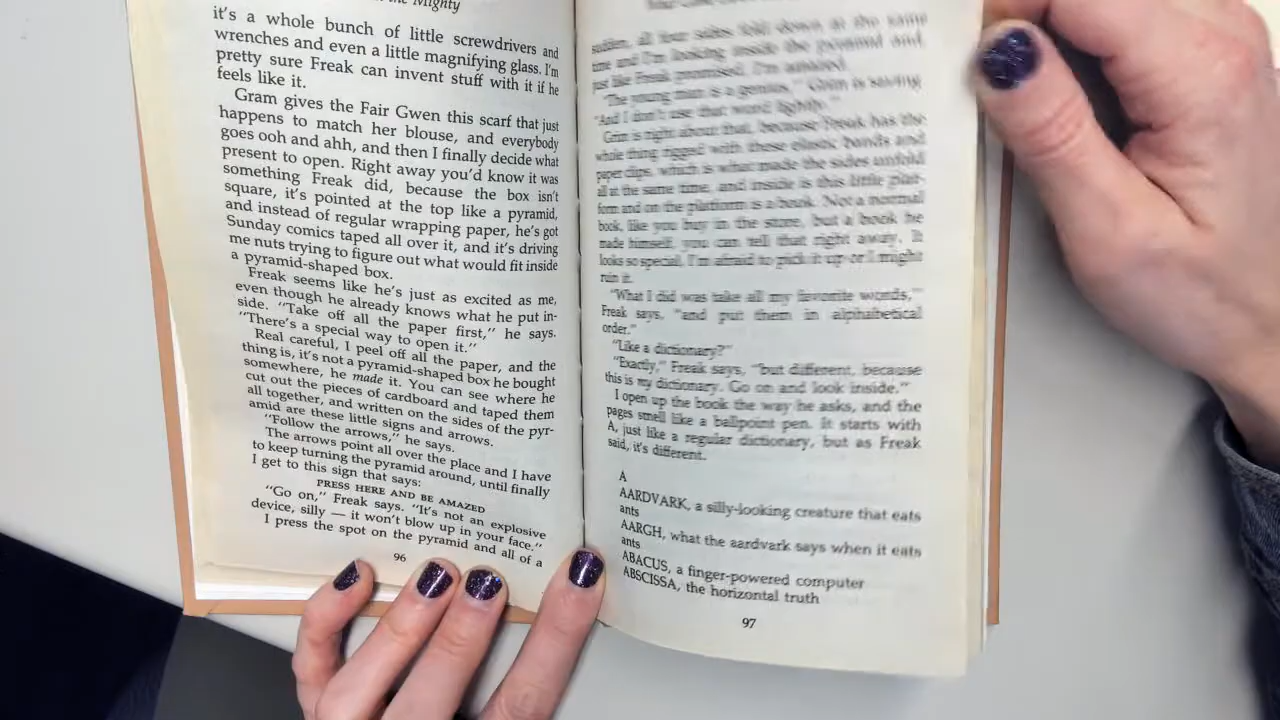 the Mighty
it's a whole bunch of little screwdrivers and
wrenches and even a little magnifying glass. I'm
pretty sure Freak can invent stuff with it if he
feels like it.
Gram gives the Fair Gwen this scarf that just
happens to match her blouse, and everybody
goes ooh and ahh, and then I finally decide what
present to open. Right away you'd know it was
something Freak did, because the box isn't
square, it's pointed at the top like a pyramid,
and instead of regular wrapping paper, he's got
Sunday comics taped all over it, and it's driving
me nuts trying to figure out what would fit inside
a pyramid-shaped box.
Freak seems like he's just as excited as me,
even though he already knows what he put in-
side. "Take off all the paper first," he says.
"There's a special way to open it."
Real careful, I peel off all the paper, and the
thing is, it's not a pyramid-shaped box he bought
somewhere, he made it. You can see where he
cut out the pieces of cardboard and taped them
all together, and written on the sides of the pyr-
amid are these little signs and arrows.
"Follow the arrows," he says.
The arrows point all over the place and I have
to keep turning the pyramid around, until finally
I get to this sign that says:
PRESS HERE AND BE AMAZED
"Go on," Freak says. "It's not an explosive
device, silly — it won't blow up in your face."
I press the spot on the pyramid and all of a
96
sudden, all four sides fold down at the same
time and I'm looking inside the pyramid and,
just like Freak promised, I'm amazed.
"The young man is a genius," Gram is saying.
"And I don't use that word lightly."
Gram is right about that, because Freak has the
whole thing rigged with these elastic bands and
paper clips, which is what made the sides unfold
all at the same time, and inside is this little plat-
form and on the platform is a book. Not a normal
book, like you buy in the store, but a book he
made himself, you can tell that right away. It
looks so special, I'm afraid to pick it up or I might
ruin it.
"What I did was take all my favorite words,"
Freak says, "and put them in alphabetical
order."
"Like a dictionary?"
"Exactly," Freak says, "but different, because
this is my dictionary. Go on and look inside."
I open up the book the way he asks, and the
pages smell like a ballpoint pen. It starts with
A, just like a regular dictionary, but as Freak
said, it's different.
A
AARDVARK, a silly-looking creature that eats
ants
AARGH, what the aardvark says when it eats
ants
ABACUS, a finger-powered computer
ABSCISSA, the horizontal truth
97